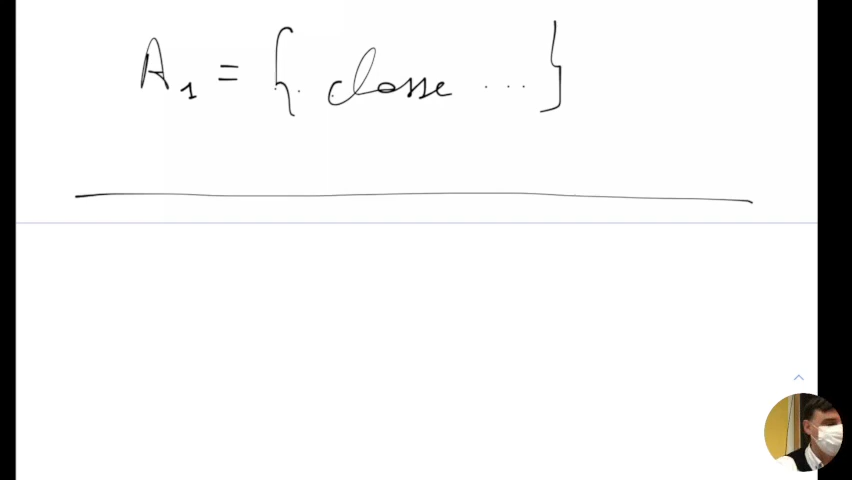 A₁ = { classe ... }